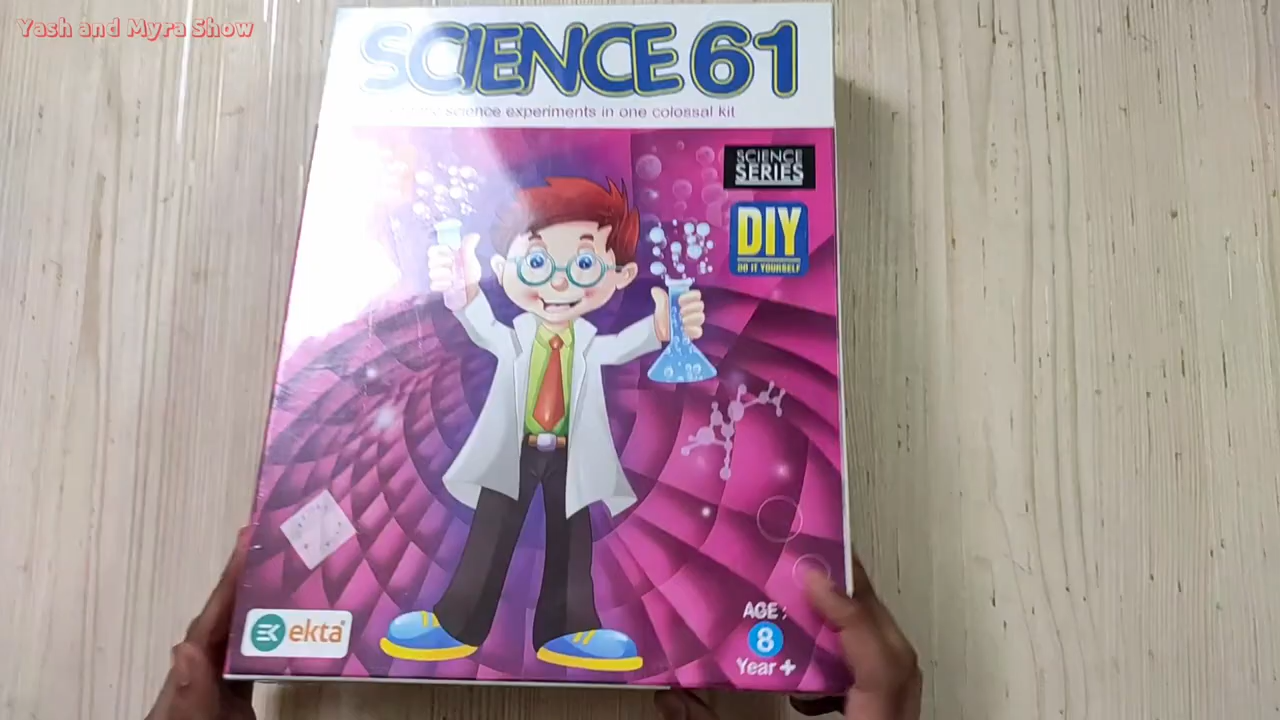 Yash and Myra Show
SCIENCE 61
science experiments in one colossal kit
SCIENCE
SERIES
DIY
DO IT YOURSELF
ekta
AGE:
8
Year +